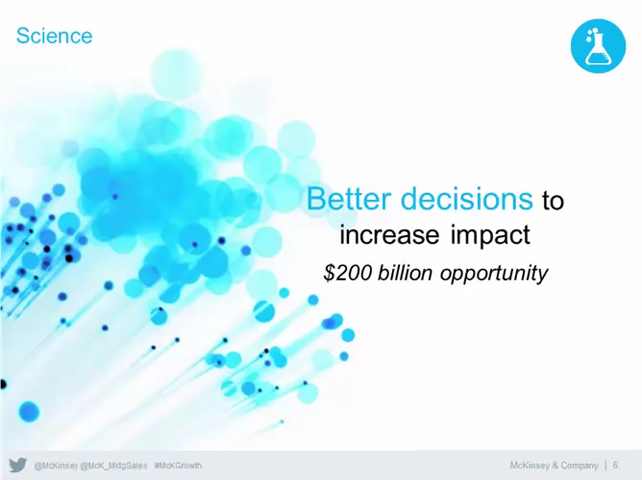 Science
Better decisions to
increase impact
$200 billion opportunity
@McKinsey @McK_MktgSales #McKGrowth
McKinsey & Company | 6